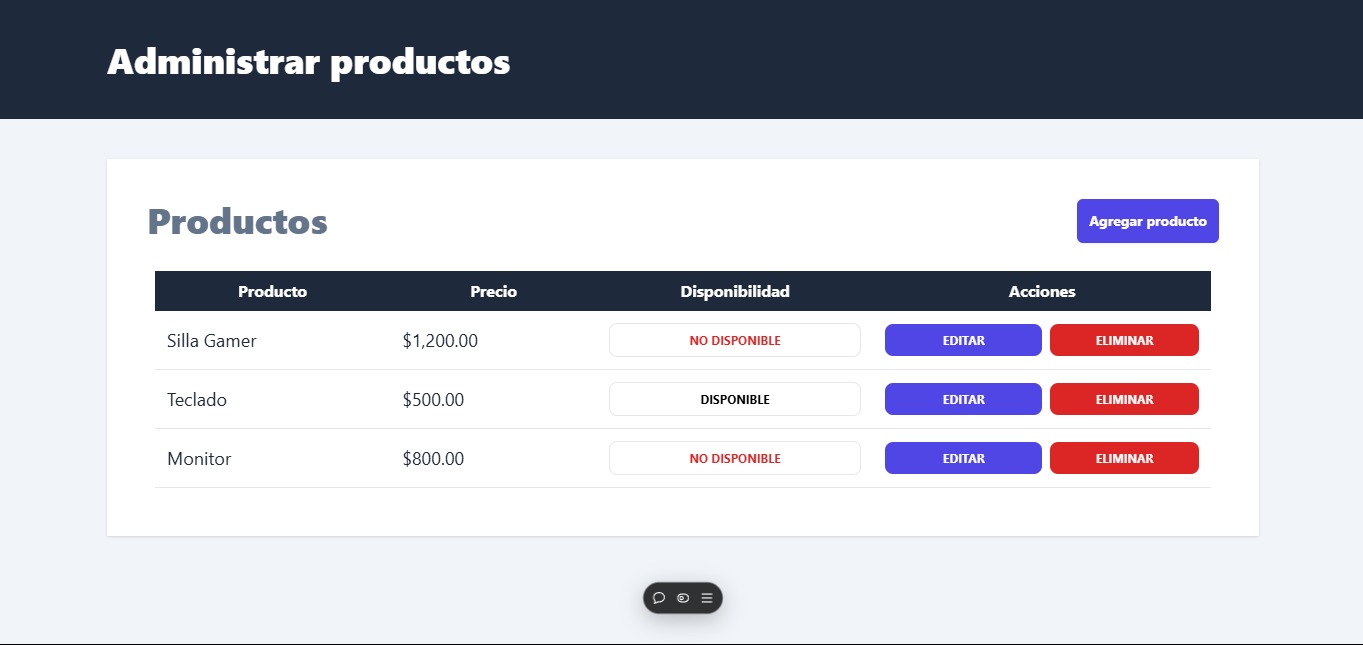 Administrar productos
Productos
Agregar producto
Producto Precio Disponibilidad Acciones
Silla Gamer $1,200.00 NO DISPONIBLE EDITAR ELIMINAR
Teclado $500.00 DISPONIBLE EDITAR ELIMINAR
Monitor $800.00 NO DISPONIBLE EDITAR ELIMINAR